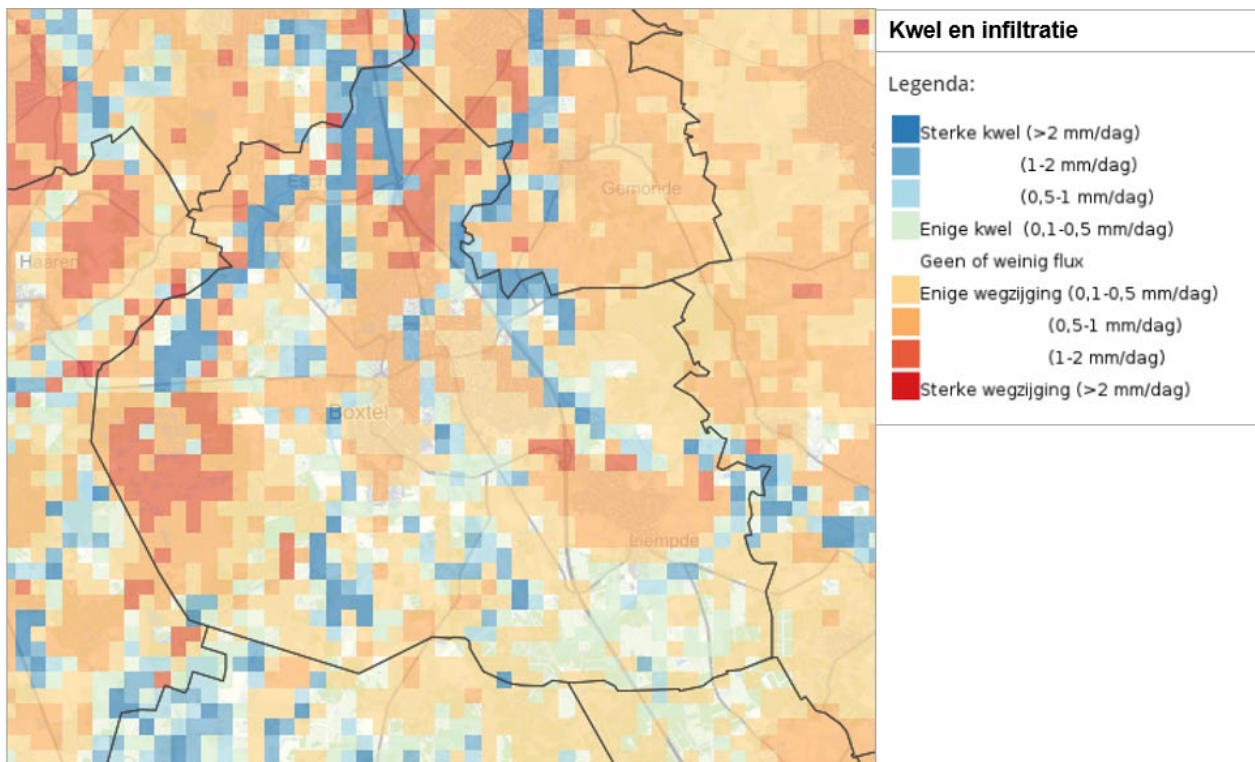 Kwel en infiltratie
Legenda:
Sterke kwel (>2 mm/dag)
(1-2 mm/dag)
(0,5-1 mm/dag)
Enige kwel (0,1-0,5 mm/dag)
Geen of weinig flux
Enige wegzijging (0,1-0,5 mm/dag)
(0,5-1 mm/dag)
(1-2 mm/dag)
Sterke wegzijging (>2 mm/dag)
Gemonde
Haaren
Boxtel
Liempde